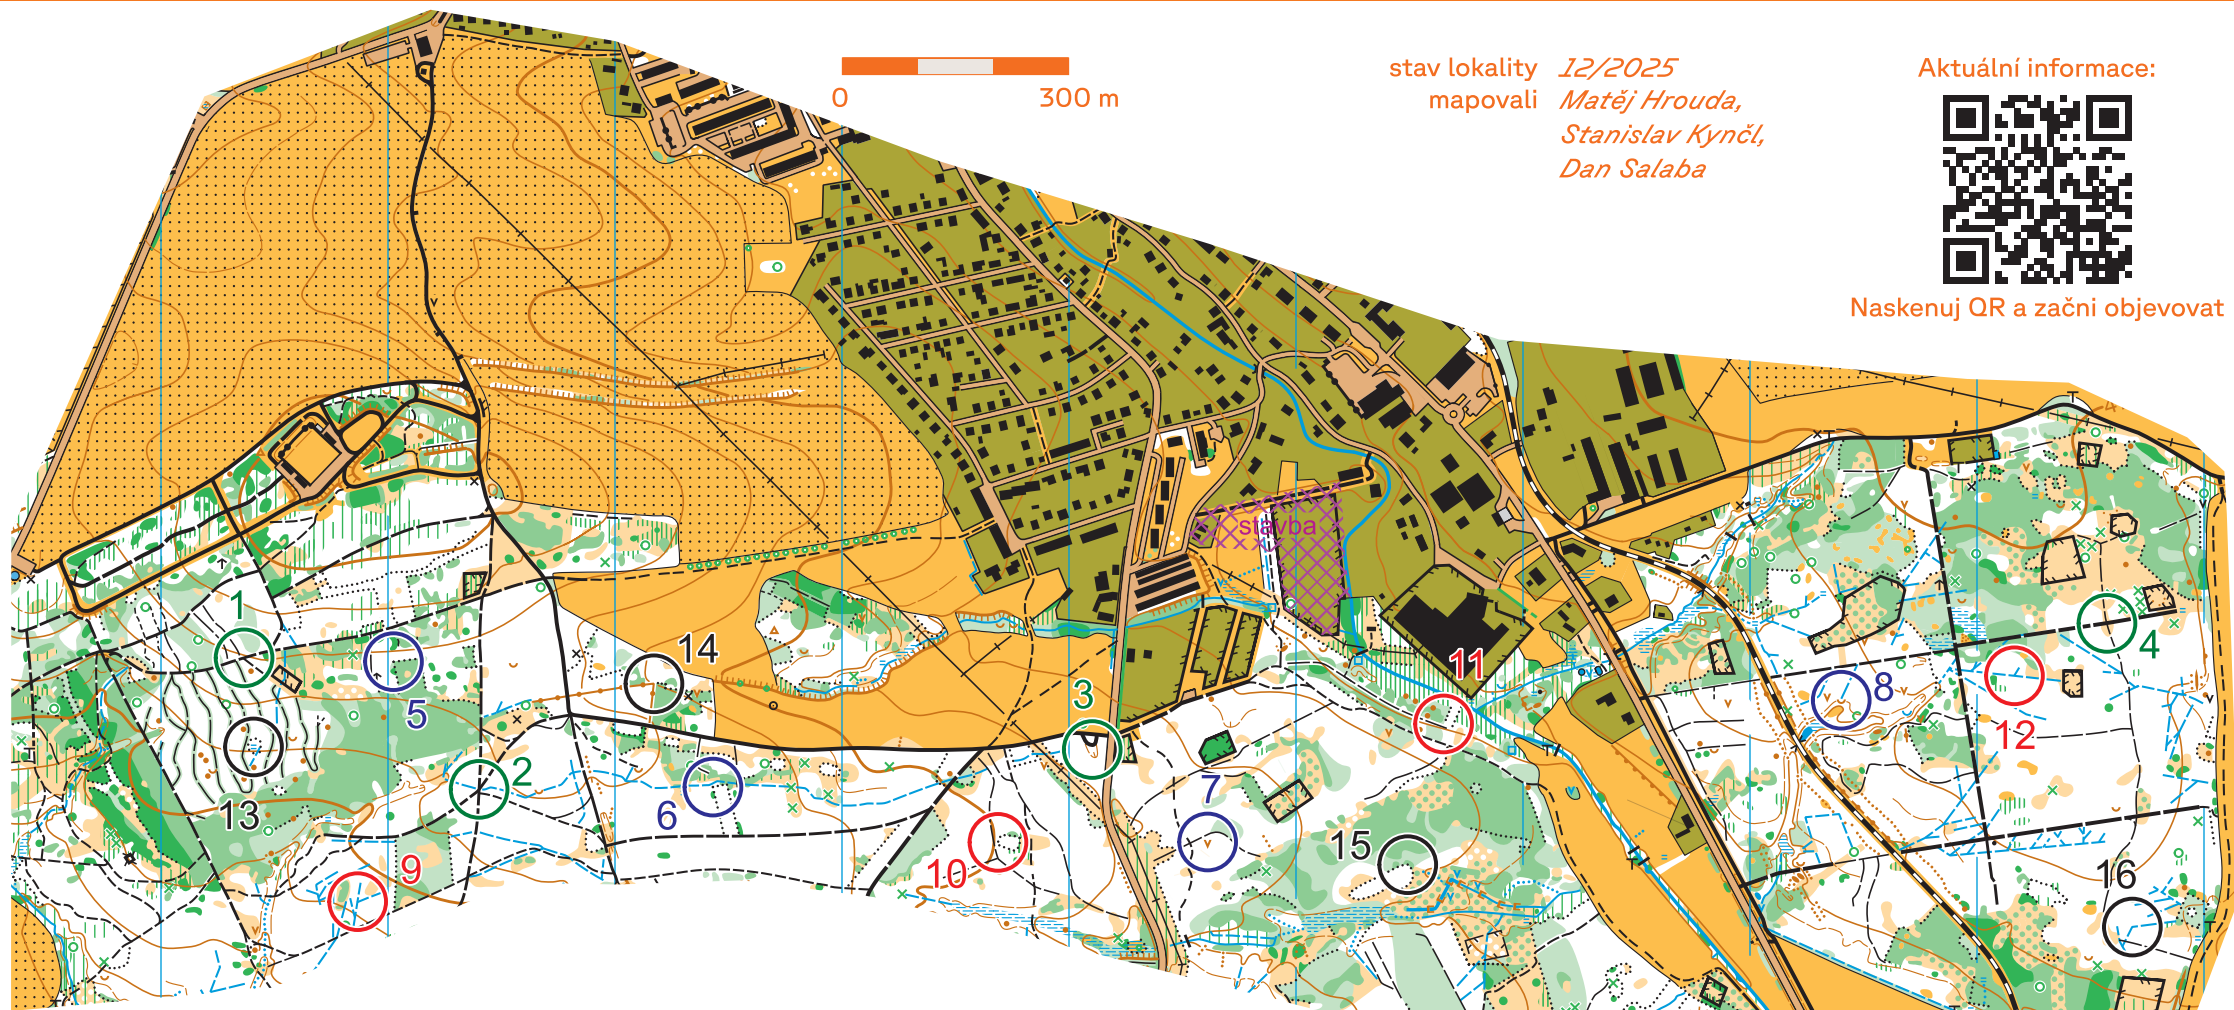 stav lokality 12/2025
mapovali Matěj Hrouda,
Stanislav Kynčl,
Dan Salaba
Aktuální informace:
Naskenuj QR a začni objevovat
0 300 m
stavba
1
2
3
4
5
6
7
8
9
10
11
12
13
14
15
16